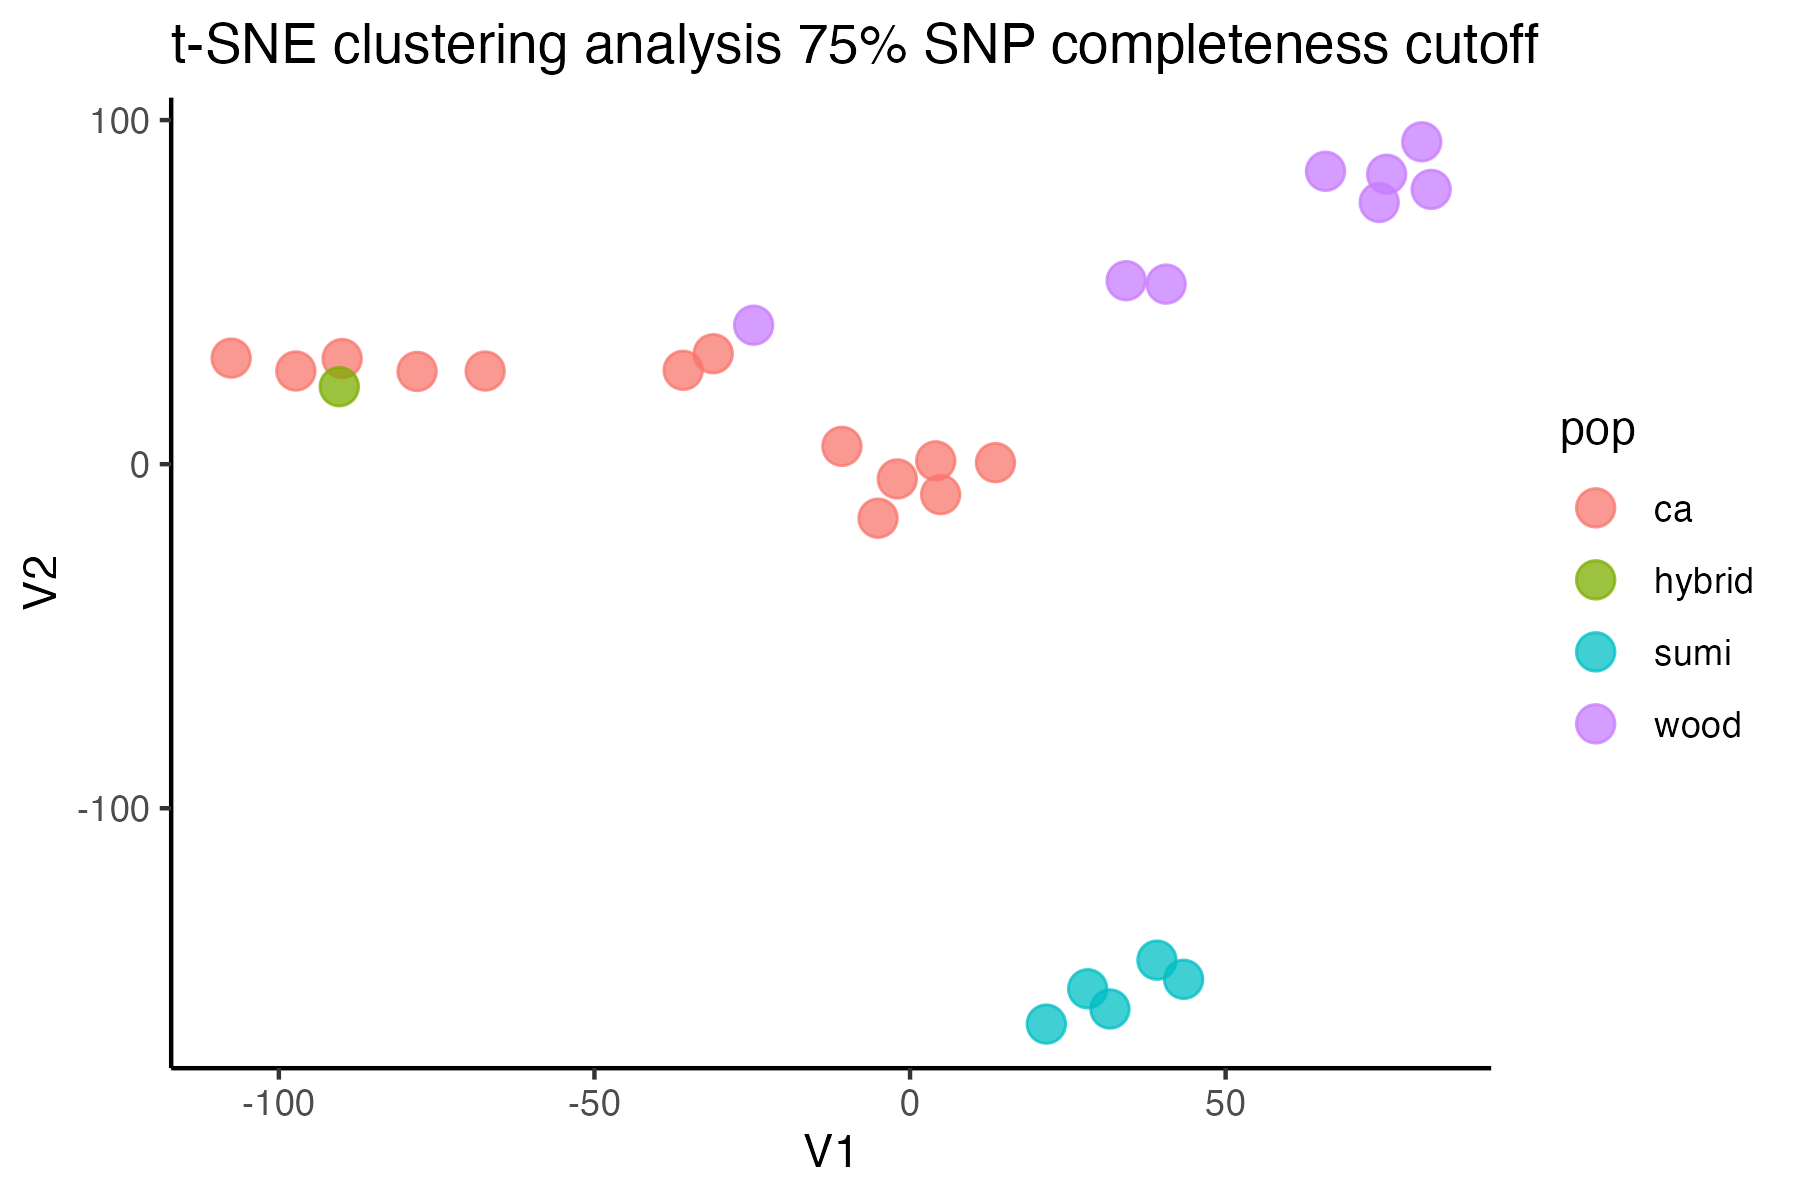 t-SNE clustering analysis 75% SNP completeness cutoff
100
0
-100
V2
-100
-50
0
50
V1
pop
ca
hybrid
sumi
wood